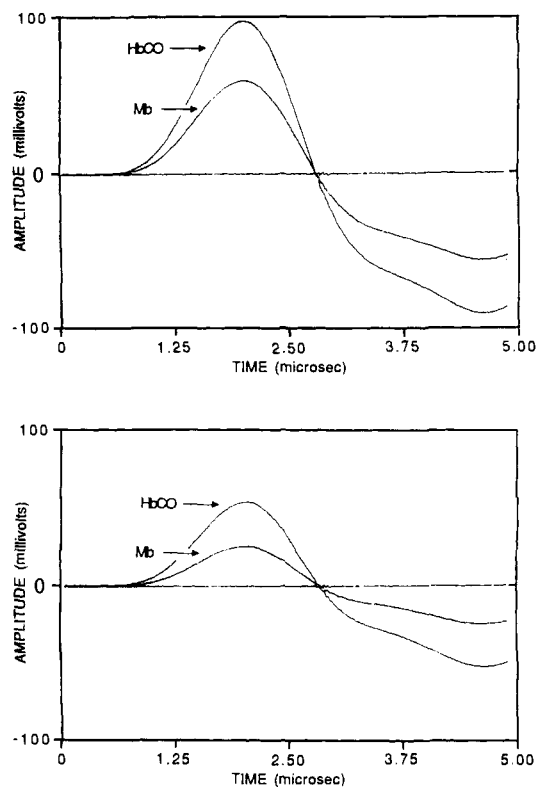 100
HbCO
Mb
0
-100
AMPLITUDE (millivolts)
0 1.25 2.50 3.75 5.00
TIME (microsec)
100
HbCO
Mb
0
-100
AMPLITUDE (millivolts)
0 1.25 2.50 3.75 5.00
TIME (microsec)